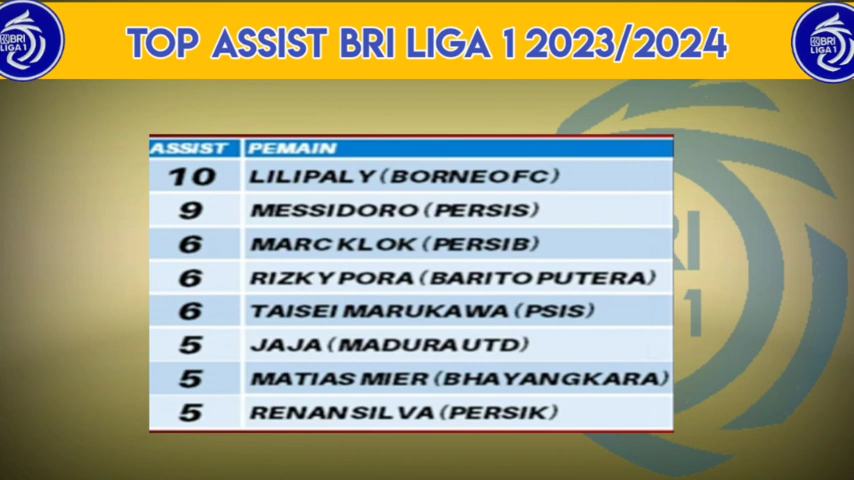 BRI
LIGA 1
TOP ASSIST BRI LIGA 1 2023/2024
BRI
LIGA 1
ASSIST PEMAIN
10 LILIPALY (BORNEO FC)
9 MESSIDORO (PERSIS)
6 MARC KLOK (PERSIB)
6 RIZKY PORA (BARITO PUTERA)
6 TAISEI MARUKAWA (PSIS)
5 JAJA (MADURA UTD)
5 MATIAS MIER (BHAYANGKARA)
5 RENAN SILVA (PERSIK)
RI
1